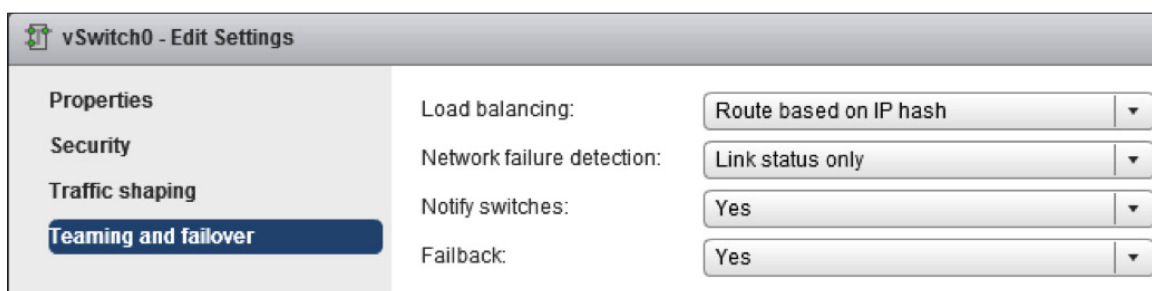 vSwitch0 - Edit Settings
Properties
Security
Traffic shaping
Teaming and failover
Load balancing: Route based on IP hash
Network failure detection: Link status only
Notify switches: Yes
Failback: Yes